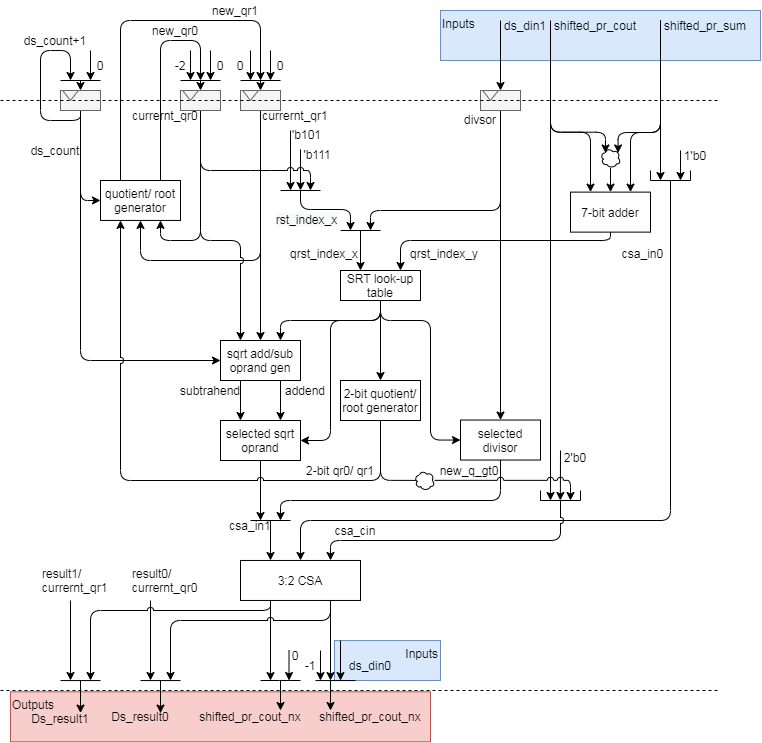 new_qr1
Inputs
ds_din1
shifted_pr_cout
shifted_pr_sum
new_qr0
ds_count+1
0
-2
0
0
0
currernt_qr0
currernt_qr1
divsor
'b101
'b111
ds_count
1'b0
quotient/ root
generator
7-bit adder
rst_index_x
qrst_index_x
qrst_index_y
csa_in0
SRT look-up
table
sqrt add/sub
oprand gen
subtrahend
addend
2-bit quotient/
root generator
selected sqrt
oprand
selected
divisor
2-bit qr0/ qr1
new_q_gt0
2'b0
csa_in1
csa_cin
3:2 CSA
result1/
currernt_qr1
result0/
currernt_qr0
0
-1
Inputs
ds_din0
Outputs
Ds_result1
Ds_result0
shifted_pr_cout_nx
shifted_pr_cout_nx